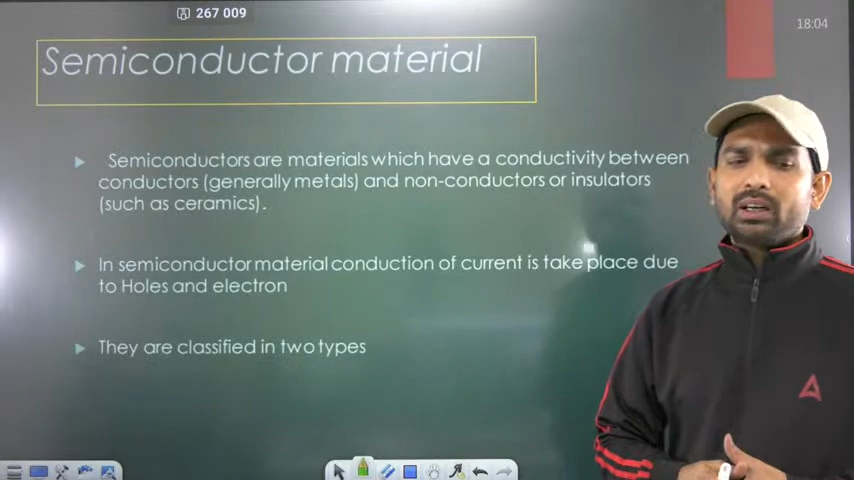 267 009
18:04
Semiconductor material
Semiconductors are materials which have a conductivity between
conductors (generally metals) and non-conductors or insulators
(such as ceramics).
In semiconductor material conduction of current is take place due
to Holes and electron
They are classified in two types